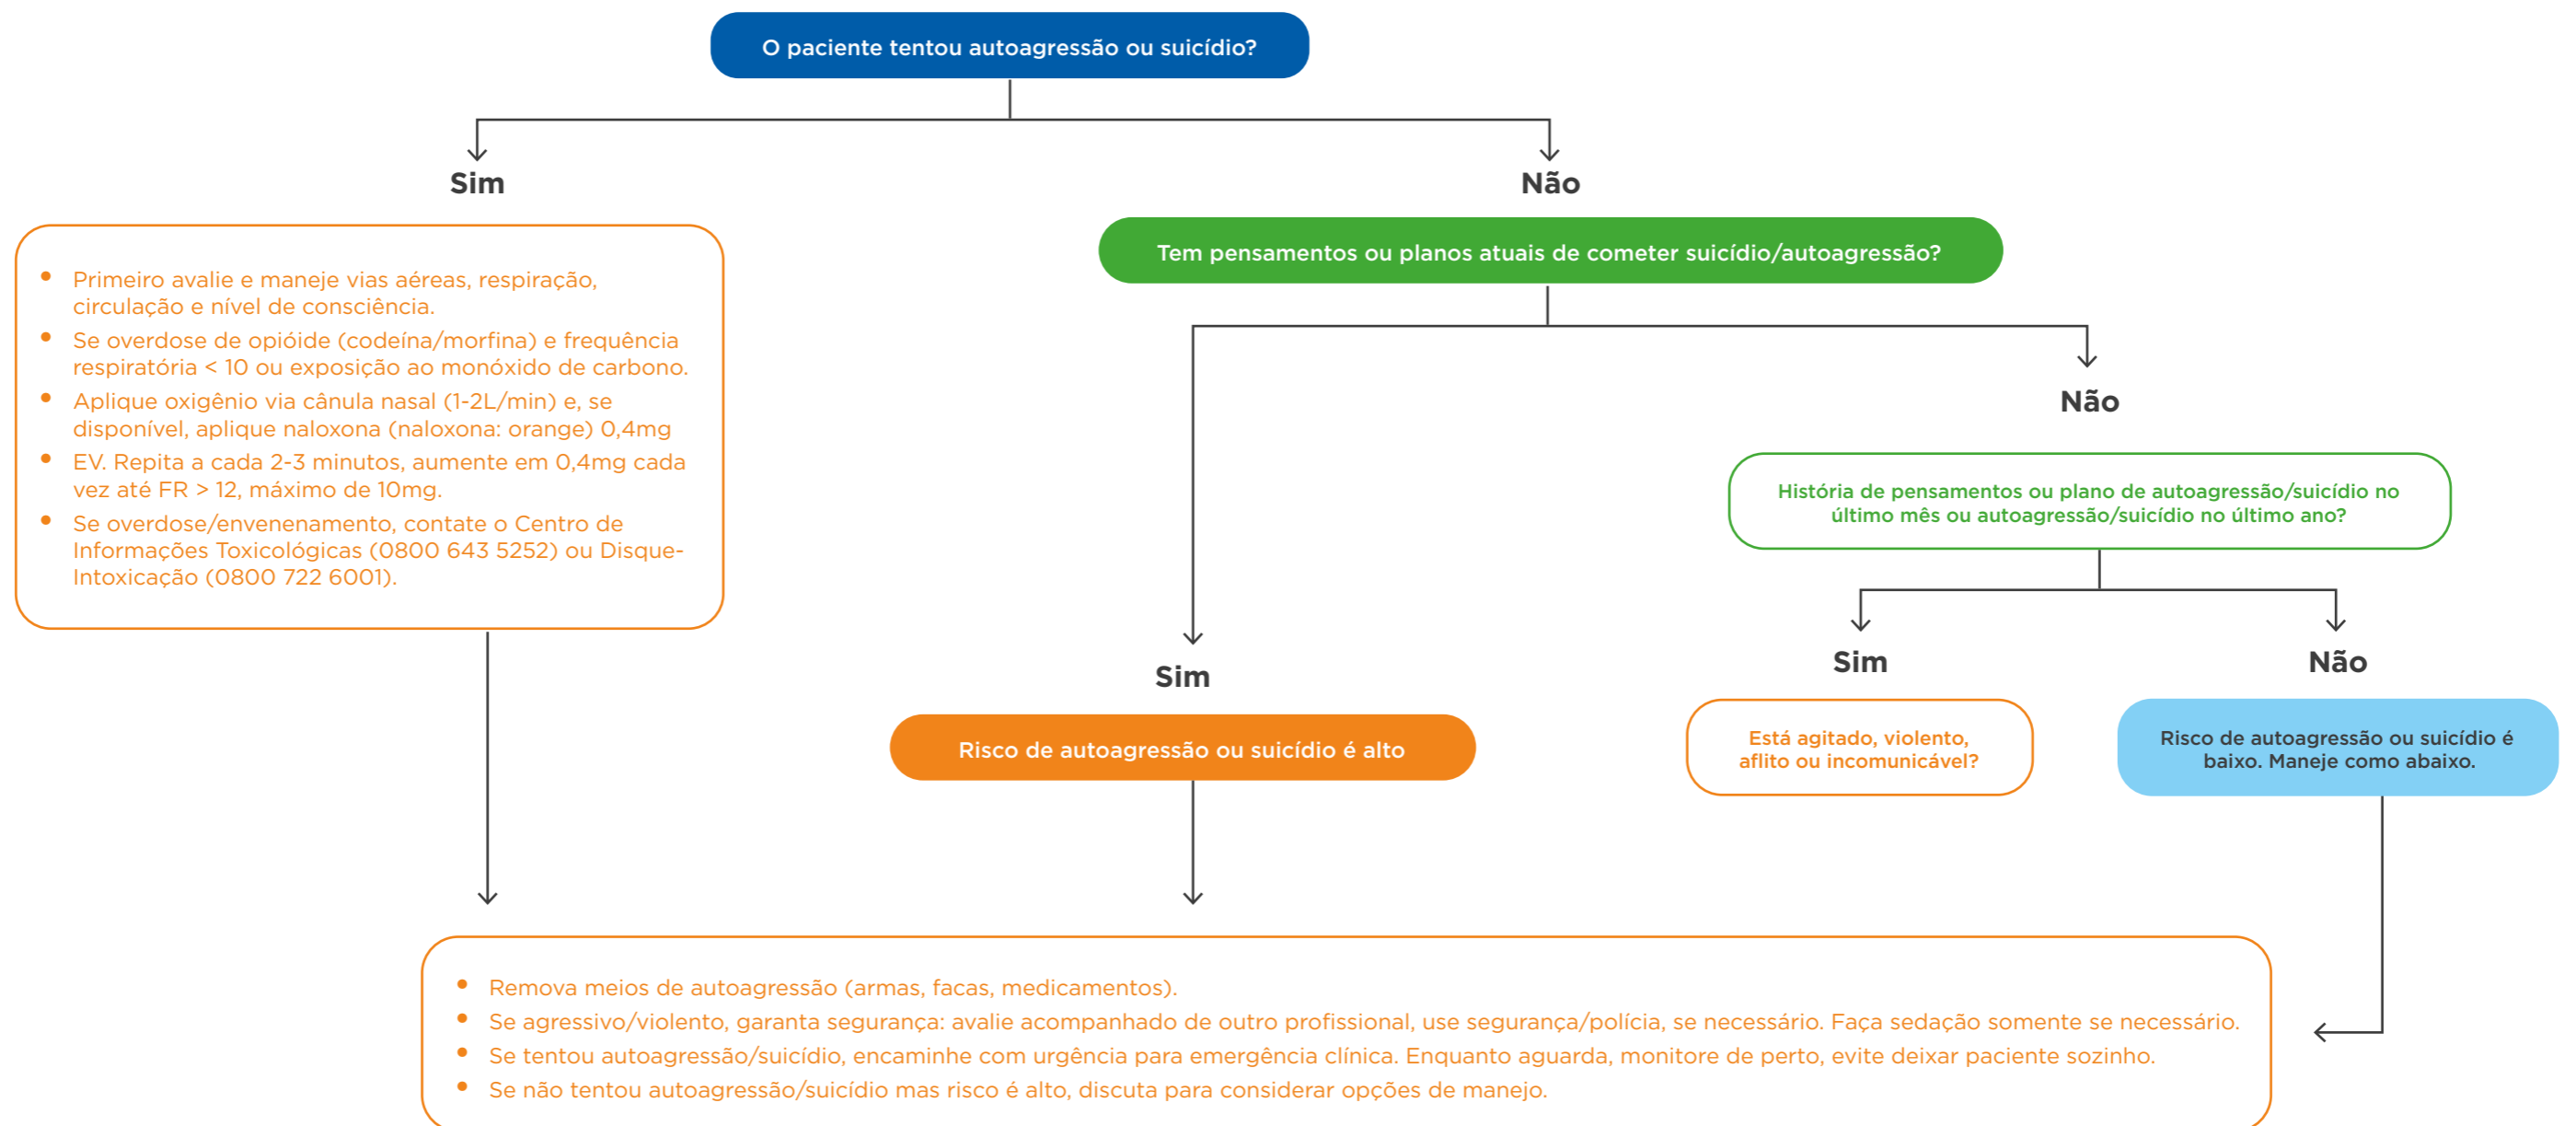 O paciente tentou autoagressão ou suicídio?
Sim
Não
• Primeiro avalie e maneje vias aéreas, respiração,
circulação e nível de consciência.
• Se overdose de opióide (codeína/morfina) e frequência
respiratória < 10 ou exposição ao monóxido de carbono.
• Aplique oxigênio via cânula nasal (1-2L/min) e, se
disponível, aplique naloxona (naloxona: orange) 0,4mg
• EV. Repita a cada 2-3 minutos, aumente em 0,4mg cada
vez até FR > 12, máximo de 10mg.
• Se overdose/envenenamento, contate o Centro de
Informações Toxicológicas (0800 643 5252) ou Disque-
Intoxicação (0800 722 6001).
Tem pensamentos ou planos atuais de cometer suicídio/autoagressão?
Sim
Risco de autoagressão ou suicídio é alto
Não
História de pensamentos ou plano de autoagressão/suicídio no
último mês ou autoagressão/suicídio no último ano?
Sim
Não
Está agitado, violento,
aflito ou incomunicável?
Risco de autoagressão ou suicídio é
baixo. Maneje como abaixo.
• Remova meios de autoagressão (armas, facas, medicamentos).
• Se agressivo/violento, garanta segurança: avalie acompanhado de outro profissional, use segurança/polícia, se necessário. Faça sedação somente se necessário.
• Se tentou autoagressão/suicídio, encaminhe com urgência para emergência clínica. Enquanto aguarda, monitore de perto, evite deixar paciente sozinho.
• Se não tentou autoagressão/suicídio mas risco é alto, discuta para considerar opções de manejo.